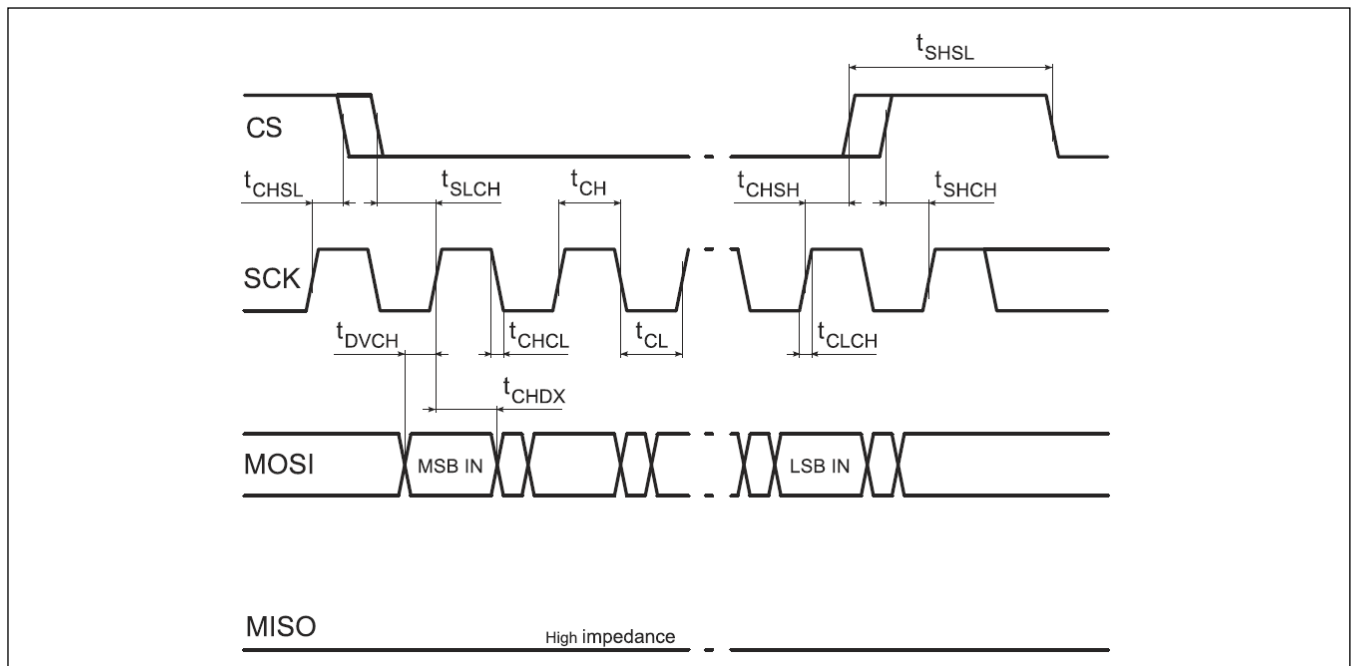 tSHSL
CS
tCHSL tSLCH tCH tCHSH tSHCH
SCK
tDVCH tCHCL tCL tCLCH
tCHDX
MOSI MSB IN LSB IN
MISO High impedance